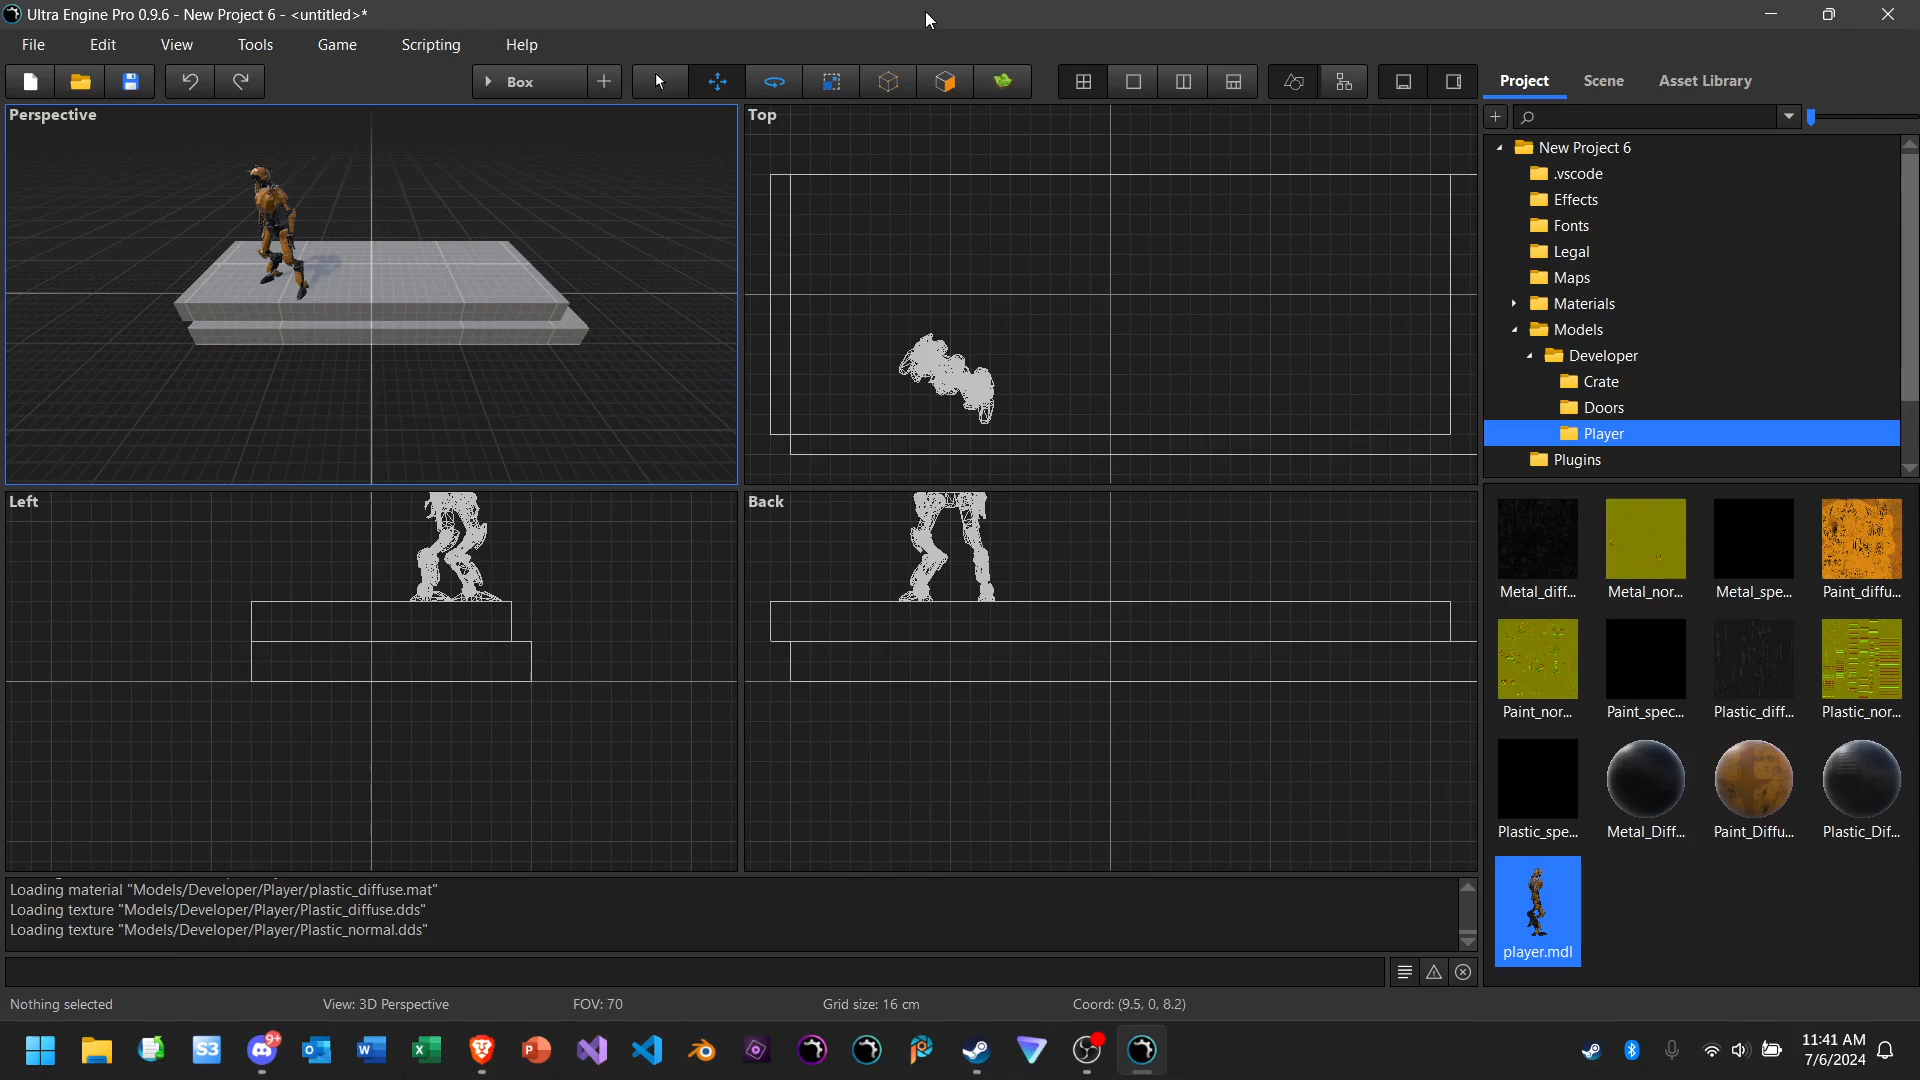 Ultra Engine Pro 0.9.6 - New Project 6 - <untitled>*
File Edit View Tools Game Scripting Help
Box
Project Scene Asset Library
Perspective
Top
New Project 6
.vscode
Effects
Fonts
Legal
Maps
Materials
Models
Developer
Crate
Doors
Player
Plugins
Left
Back
Metal_diff... Metal_nor... Metal_spe... Paint_diffu...
Paint_nor... Paint_spec... Plastic_diff... Plastic_nor...
Plastic_spe... Metal_Diff... Paint_Diffu... Plastic_Dif...
player.mdl
Loading material "Models/Developer/Player/plastic_diffuse.mat"
Loading texture "Models/Developer/Player/Plastic_diffuse.dds"
Loading texture "Models/Developer/Player/Plastic_normal.dds"
Nothing selected View: 3D Perspective FOV: 70 Grid size: 16 cm Coord: (9.5, 0, 8.2)
S3 9+
11:41 AM
7/6/2024